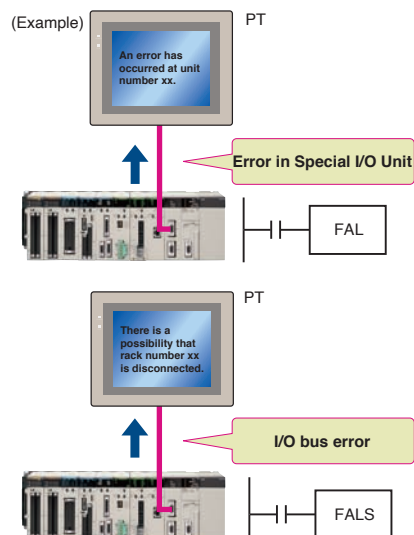 (Example)
PT
An error has
occurred at unit
number xx.
Error in Special I/O Unit
FAL
PT
There is a
possibility that
rack number xx
is disconnected.
I/O bus error
FALS